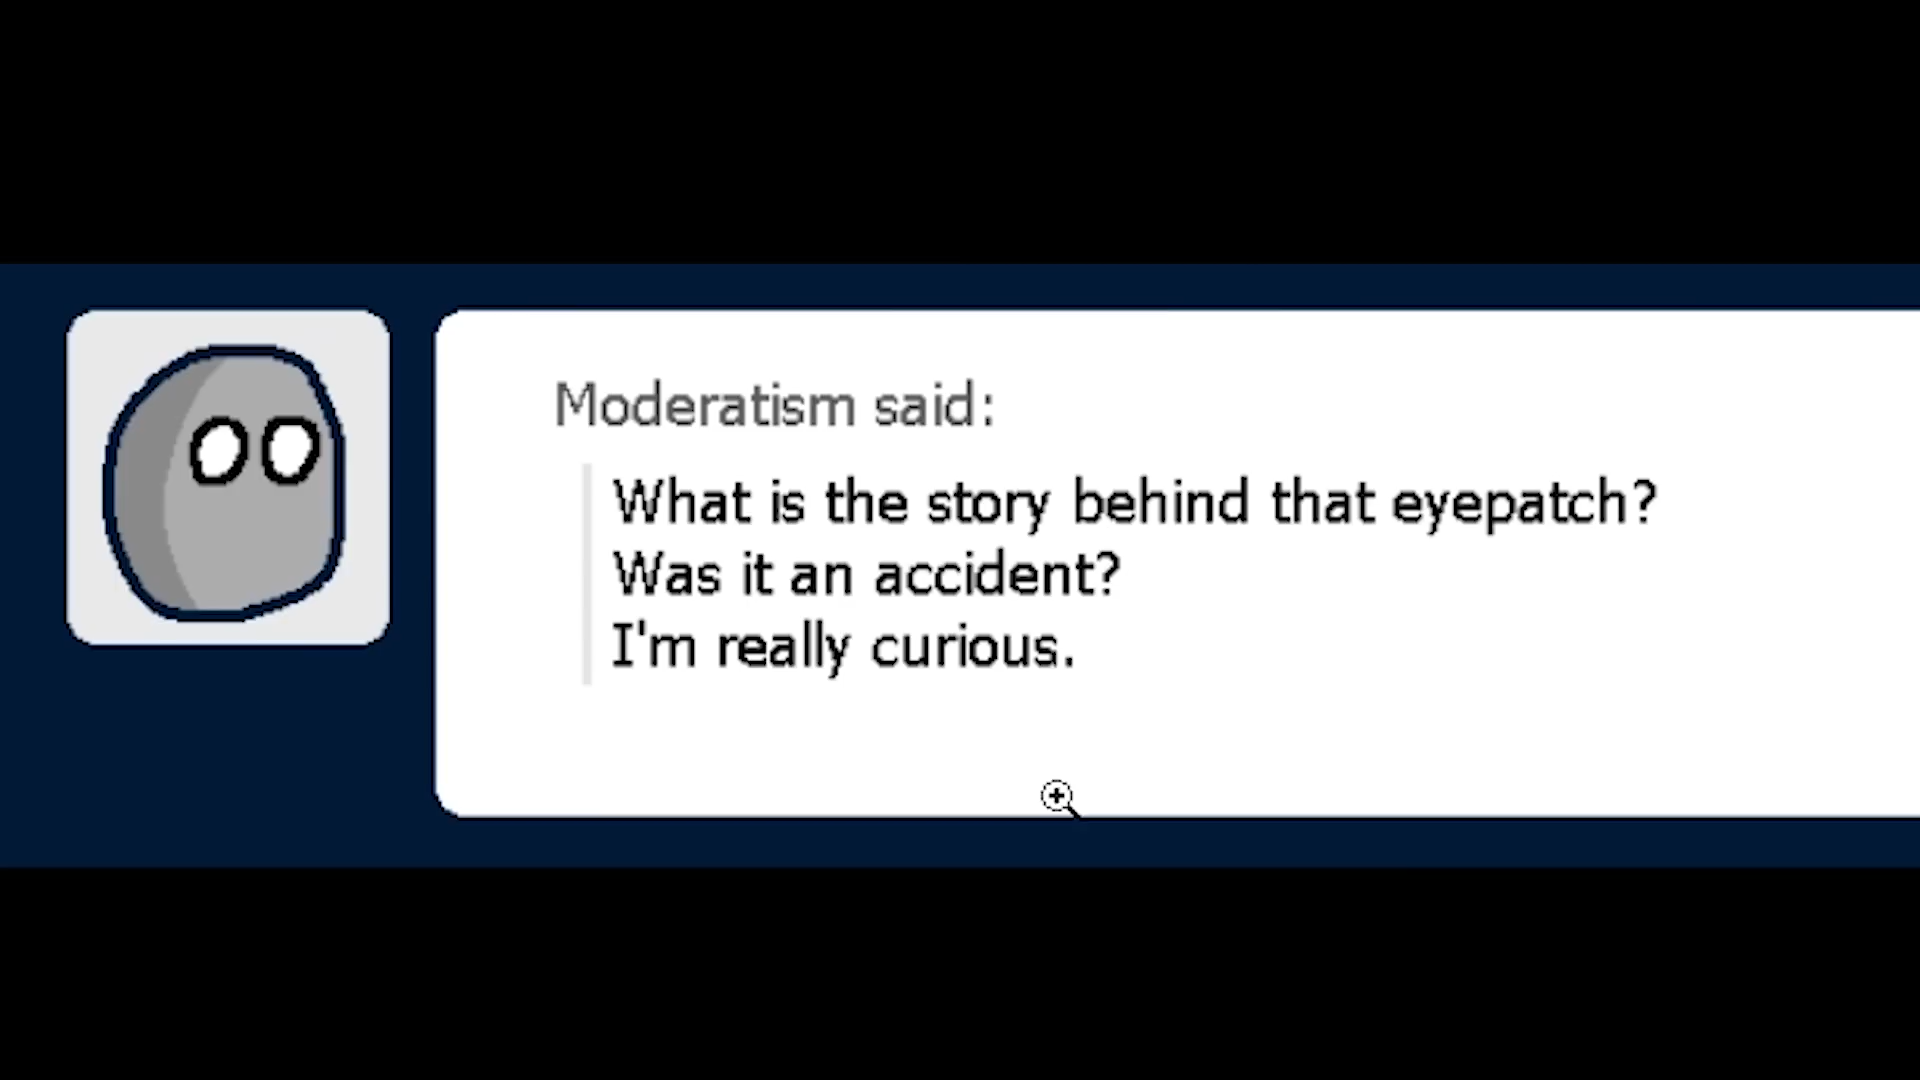 Moderatism said:
What is the story behind that eyepatch?
Was it an accident?
I'm really curious.